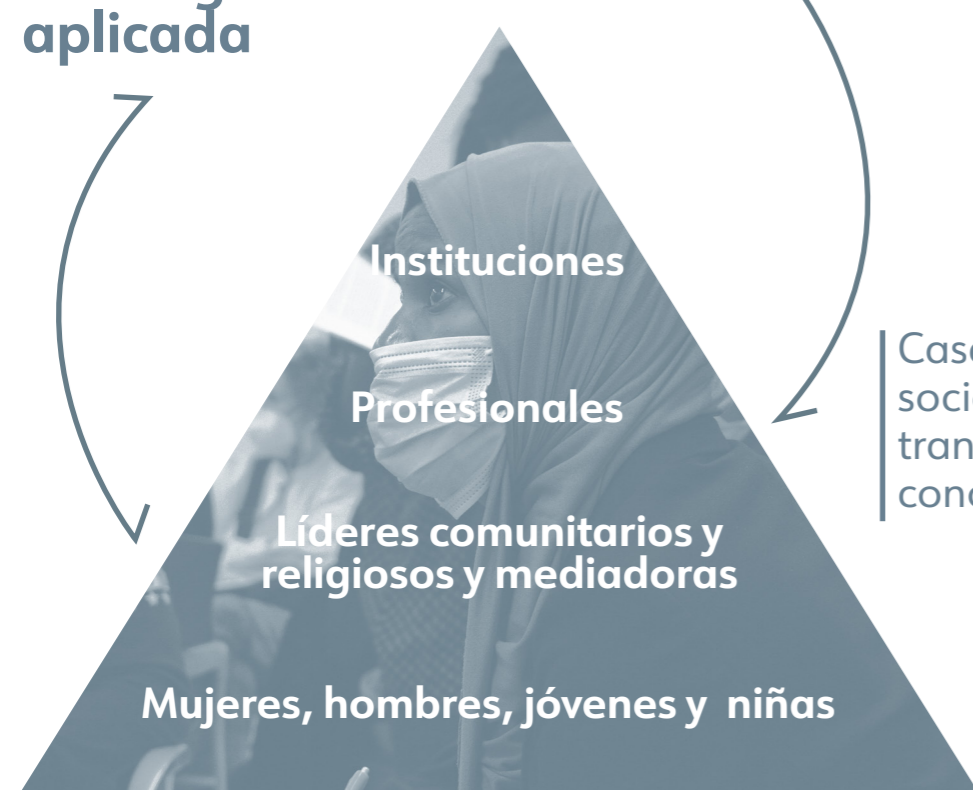 aplicada
Instituciones
Profesionales
Líderes comunitarios y
religiosos y mediadoras
Mujeres, hombres, jóvenes y niñas